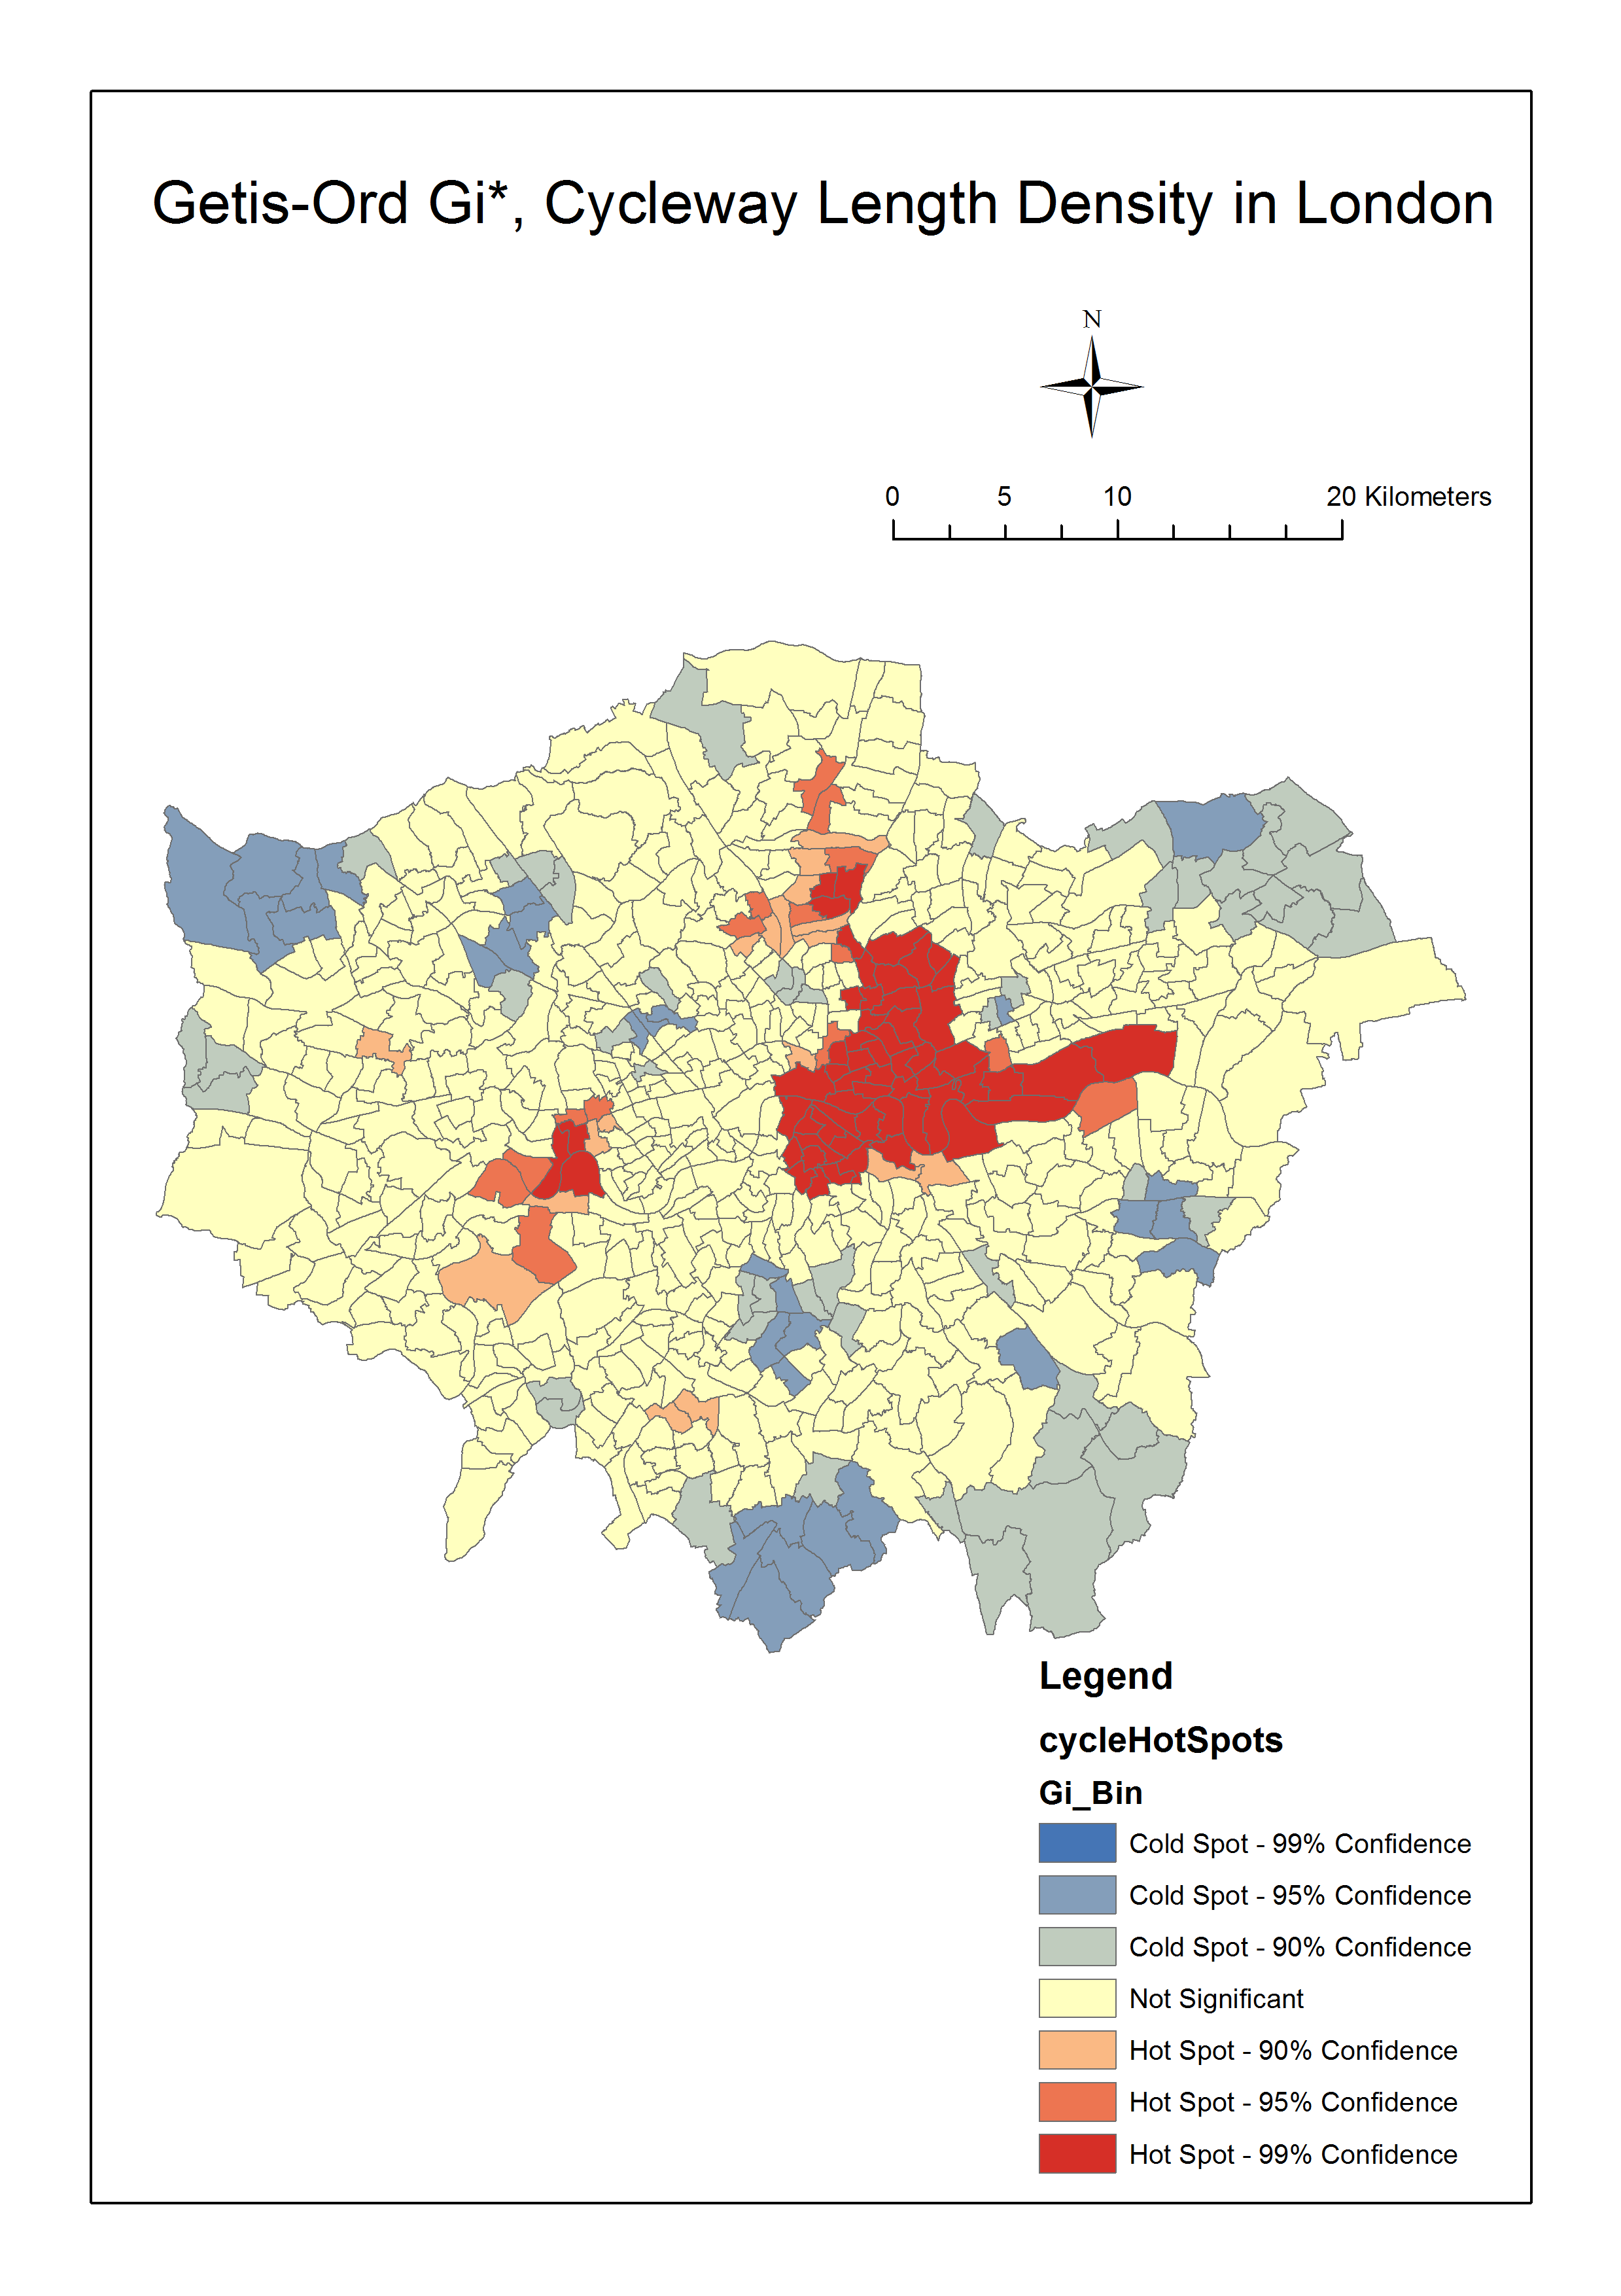 Getis-Ord Gi*, Cycleway Length Density in London
N
0 5 10 20 Kilometers
Legend
cycleHotSpots
Gi_Bin
Cold Spot - 99% Confidence
Cold Spot - 95% Confidence
Cold Spot - 90% Confidence
Not Significant
Hot Spot - 90% Confidence
Hot Spot - 95% Confidence
Hot Spot - 99% Confidence